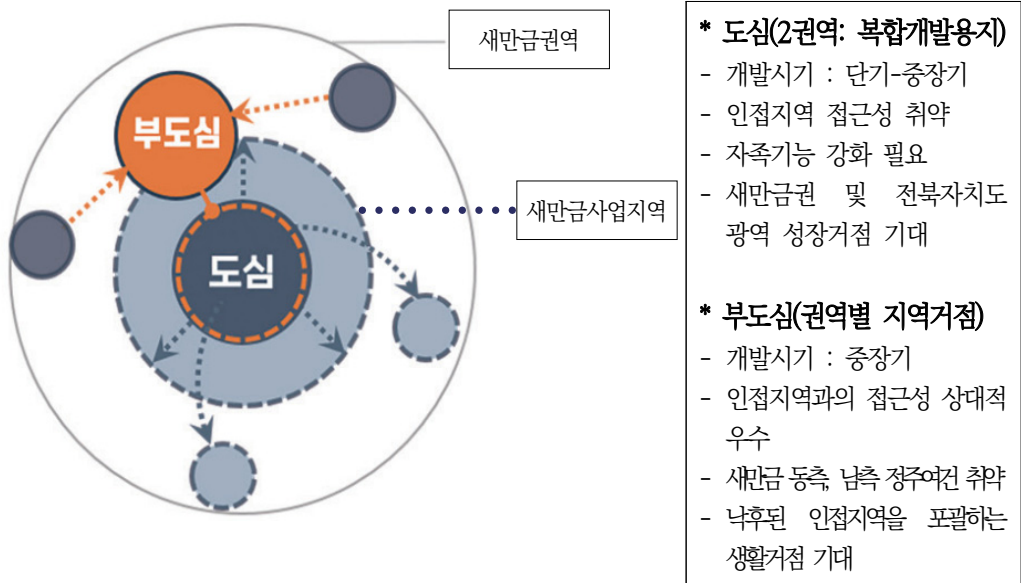 새만금권역
부도심
새만금사업지역
도심
* 도심(2권역: 복합개발용지)
- 개발시기 : 단기-중장기
- 인접지역 접근성 취약
- 자족기능 강화 필요
- 새만금권 및 전북자치도
광역 성장거점 기대
* 부도심(권역별 지역거점)
- 개발시기 : 중장기
- 인접지역과의 접근성 상대적
우수
- 새만금 동측, 남측 정주여건 취약
- 낙후된 인접지역을 포괄하는
생활거점 기대